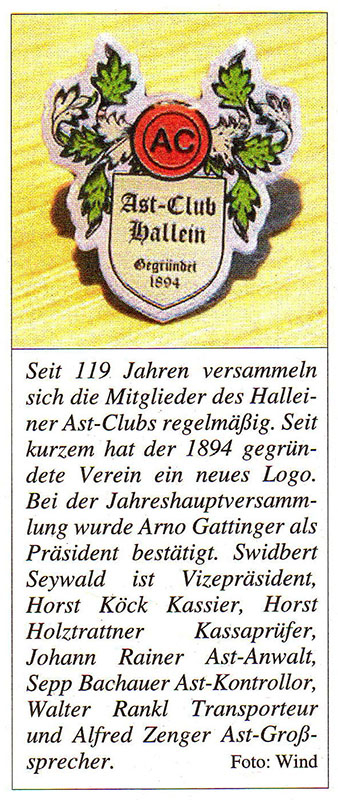 AC
Ast-Club
Hallein
Gegründet
1894
Seit 119 Jahren versammeln
sich die Mitglieder des Hallei-
ner Ast-Clubs regelmäßig. Seit
kurzem hat der 1894 gegrün-
dete Verein ein neues Logo.
Bei der Jahreshauptversamm-
lung wurde Arno Gattinger als
Präsident bestätigt. Swidbert
Seywald ist Vizepräsident,
Horst Köck Kassier, Horst
Holztrattner Kassaprüfer,
Johann Rainer Ast-Anwalt,
Sepp Bachauer Ast-Kontrollor,
Walter Rankl Transporteur
und Alfred Zenger Ast-Groß-
sprecher. Foto: Wind